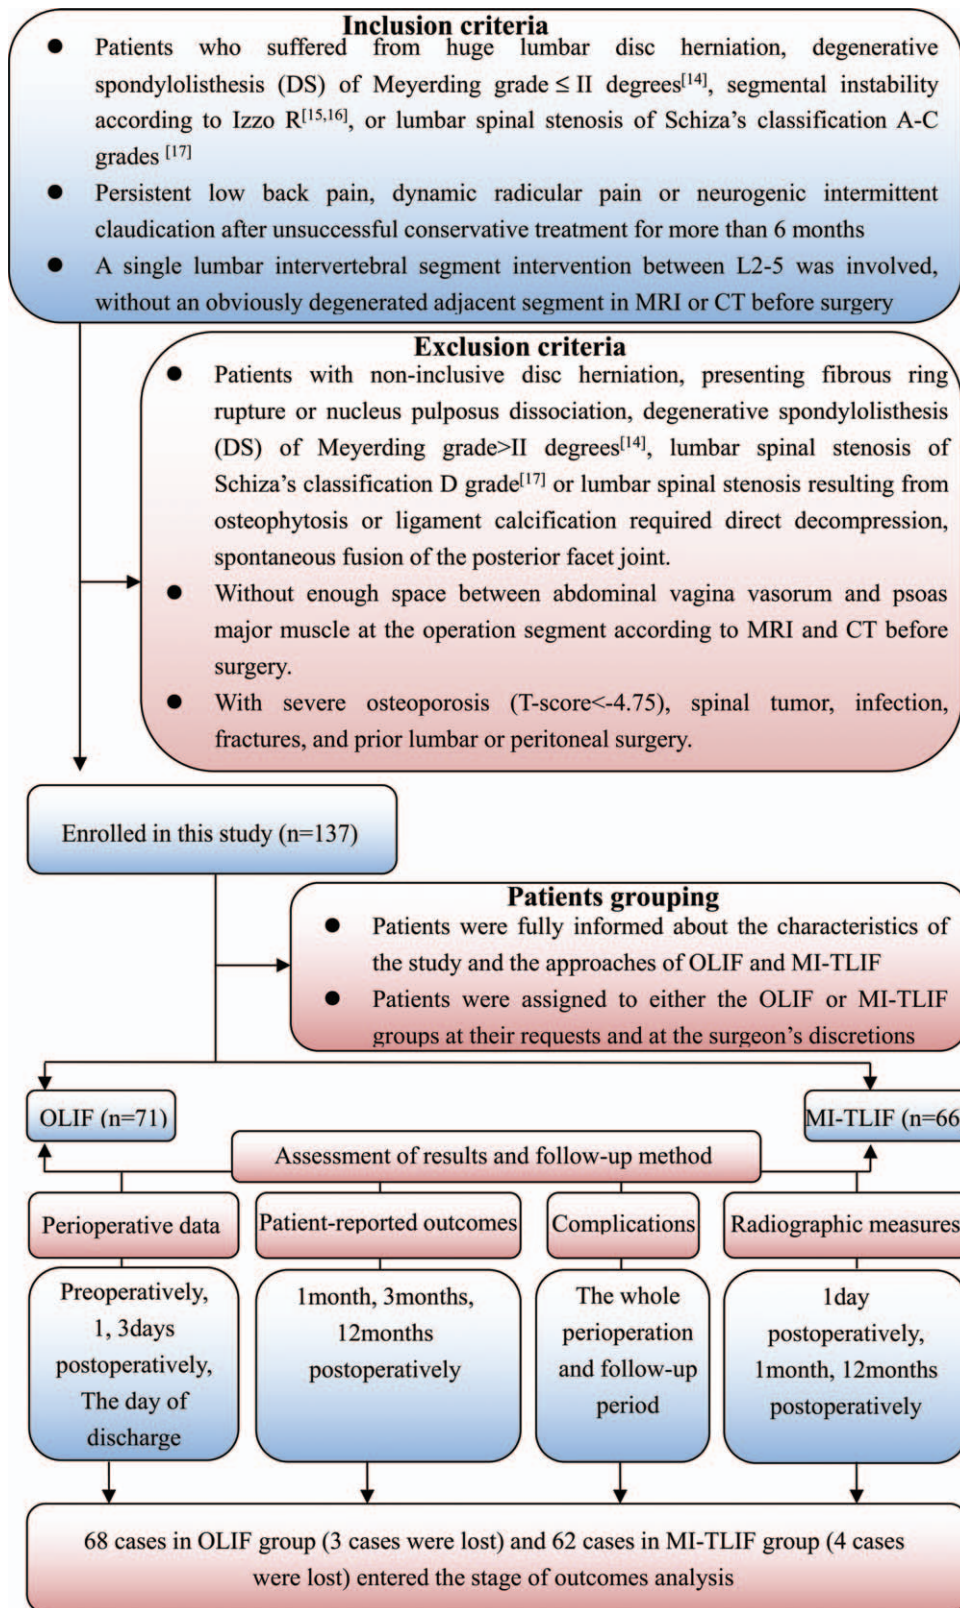 Inclusion criteria
● Patients who suffered from huge lumbar disc herniation, degenerative
spondylolisthesis (DS) of Meyerding grade ≤ II degrees[14], segmental instability
according to Izzo R[15,16], or lumbar spinal stenosis of Schiza's classification A-C
grades [17]
● Persistent low back pain, dynamic radicular pain or neurogenic intermittent
claudication after unsuccessful conservative treatment for more than 6 months
● A single lumbar intervertebral segment intervention between L2-5 was involved,
without an obviously degenerated adjacent segment in MRI or CT before surgery
Exclusion criteria
● Patients with non-inclusive disc herniation, presenting fibrous ring
rupture or nucleus pulposus dissociation, degenerative spondylolisthesis
(DS) of Meyerding grade>II degrees[14], lumbar spinal stenosis of
Schiza's classification D grade[17] or lumbar spinal stenosis resulting from
osteophytosis or ligament calcification required direct decompression,
spontaneous fusion of the posterior facet joint.
● Without enough space between abdominal vagina vasorum and psoas
major muscle at the operation segment according to MRI and CT before
surgery.
● With severe osteoporosis (T-score<-4.75), spinal tumor, infection,
fractures, and prior lumbar or peritoneal surgery.
Enrolled in this study (n=137)
Patients grouping
● Patients were fully informed about the characteristics of
the study and the approaches of OLIF and MI-TLIF
● Patients were assigned to either the OLIF or MI-TLIF
groups at their requests and at the surgeon's discretions
OLIF (n=71)
MI-TLIF (n=66
Assessment of results and follow-up method
Perioperative data
Patient-reported outcomes
Complications
Radiographic measures
Preoperatively,
1, 3days
postoperatively,
The day of
discharge
1month, 3months,
12months
postoperatively
The whole
perioperation
and follow-up
period
1day
postoperatively,
1month, 12months
postoperatively
68 cases in OLIF group (3 cases were lost) and 62 cases in MI-TLIF group (4 cases
were lost) entered the stage of outcomes analysis